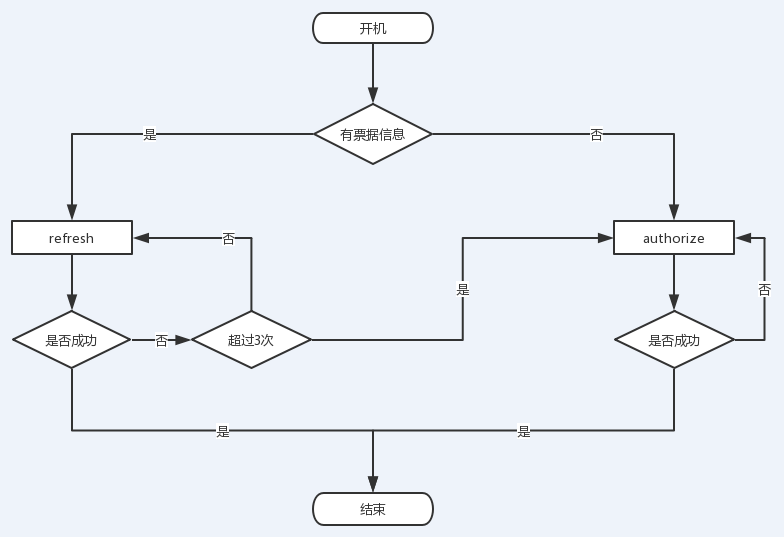 开机
有票据信息
是
否
refresh
否
authorize
是
否
是否成功
否
超过3次
是否成功
是
是
结束